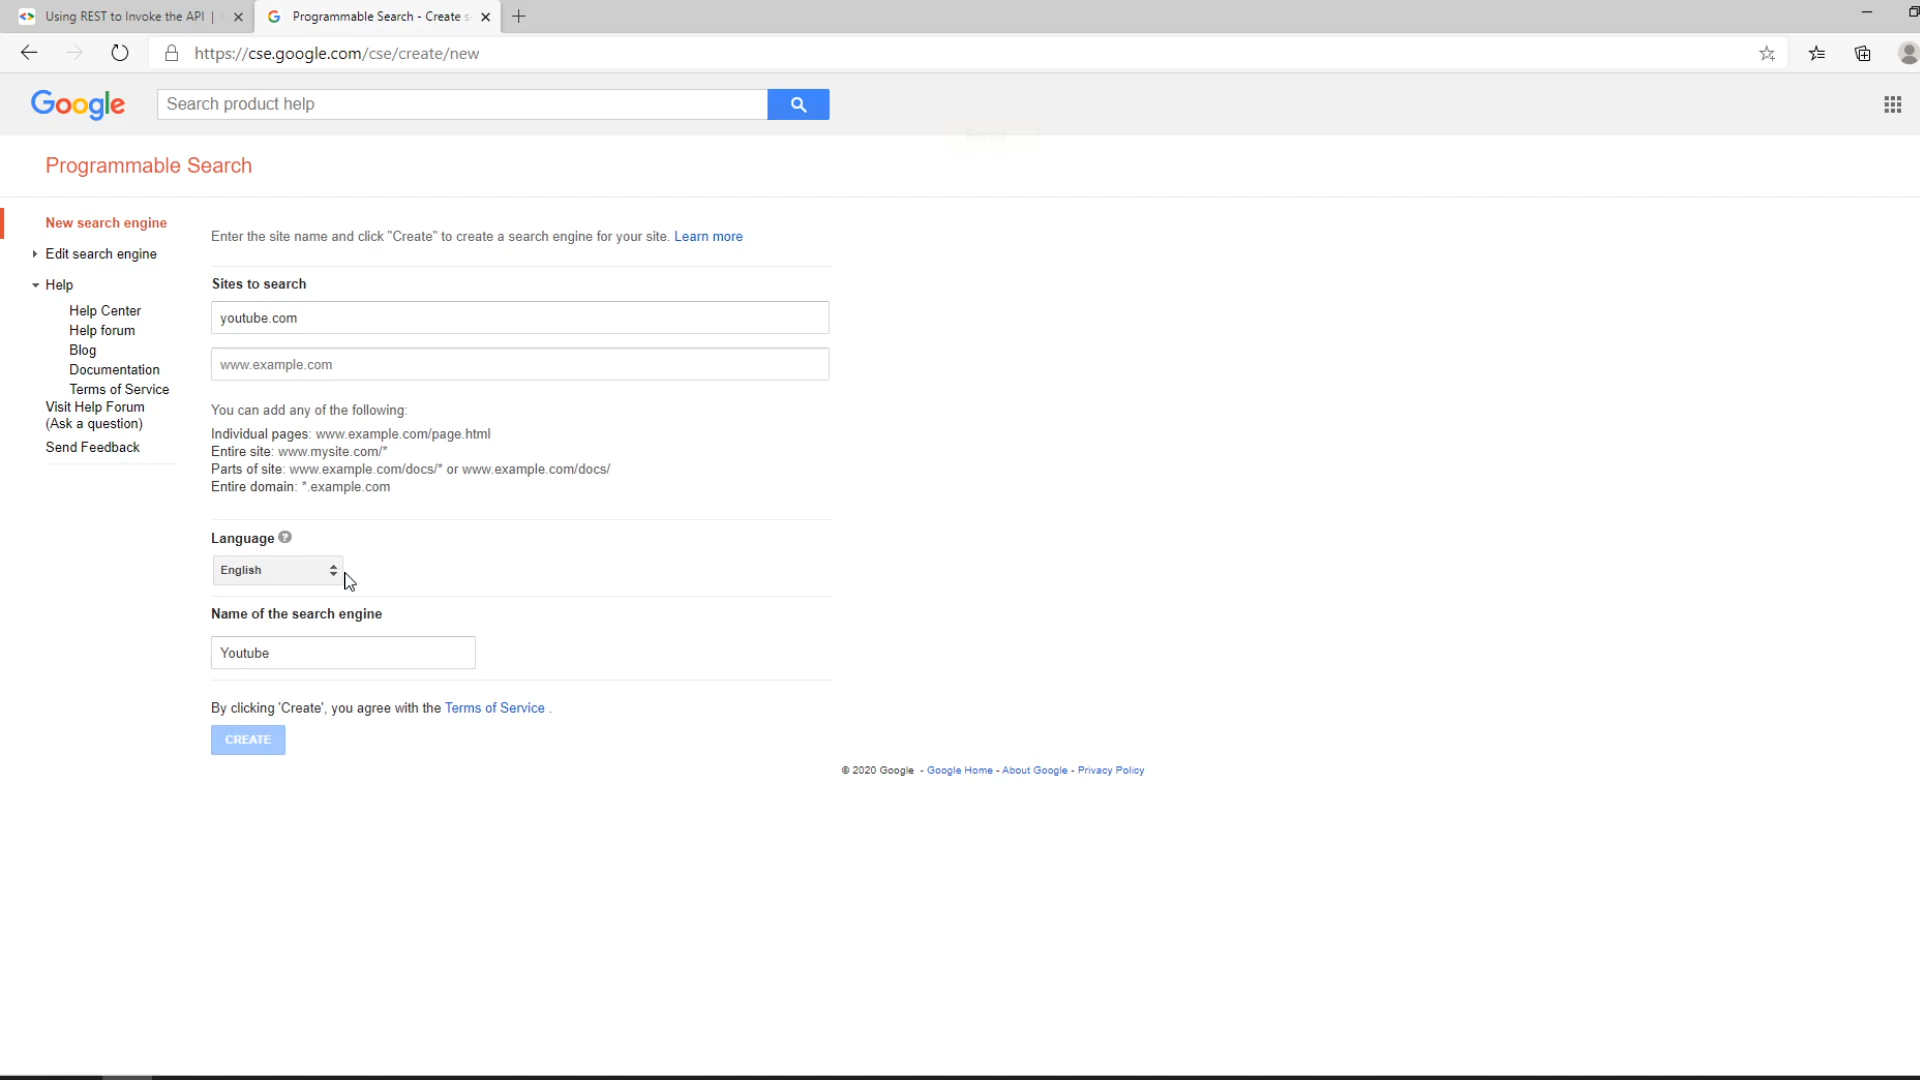 Using REST to Invoke the API |
Programmable Search - Create s
https://cse.google.com/cse/create/new
Google
Search product help
Programmable Search
New search engine
Edit search engine
Help
Help Center
Help forum
Blog
Documentation
Terms of Service
Visit Help Forum
(Ask a question)
Send Feedback
Enter the site name and click "Create" to create a search engine for your site. Learn more
Sites to search
youtube.com
www.example.com
You can add any of the following:
Individual pages: www.example.com/page.html
Entire site: www.mysite.com/*
Parts of site: www.example.com/docs/* or www.example.com/docs/
Entire domain: *.example.com
Language
English
Name of the search engine
Youtube
By clicking 'Create', you agree with the Terms of Service .
CREATE
© 2020 Google - Google Home - About Google - Privacy Policy